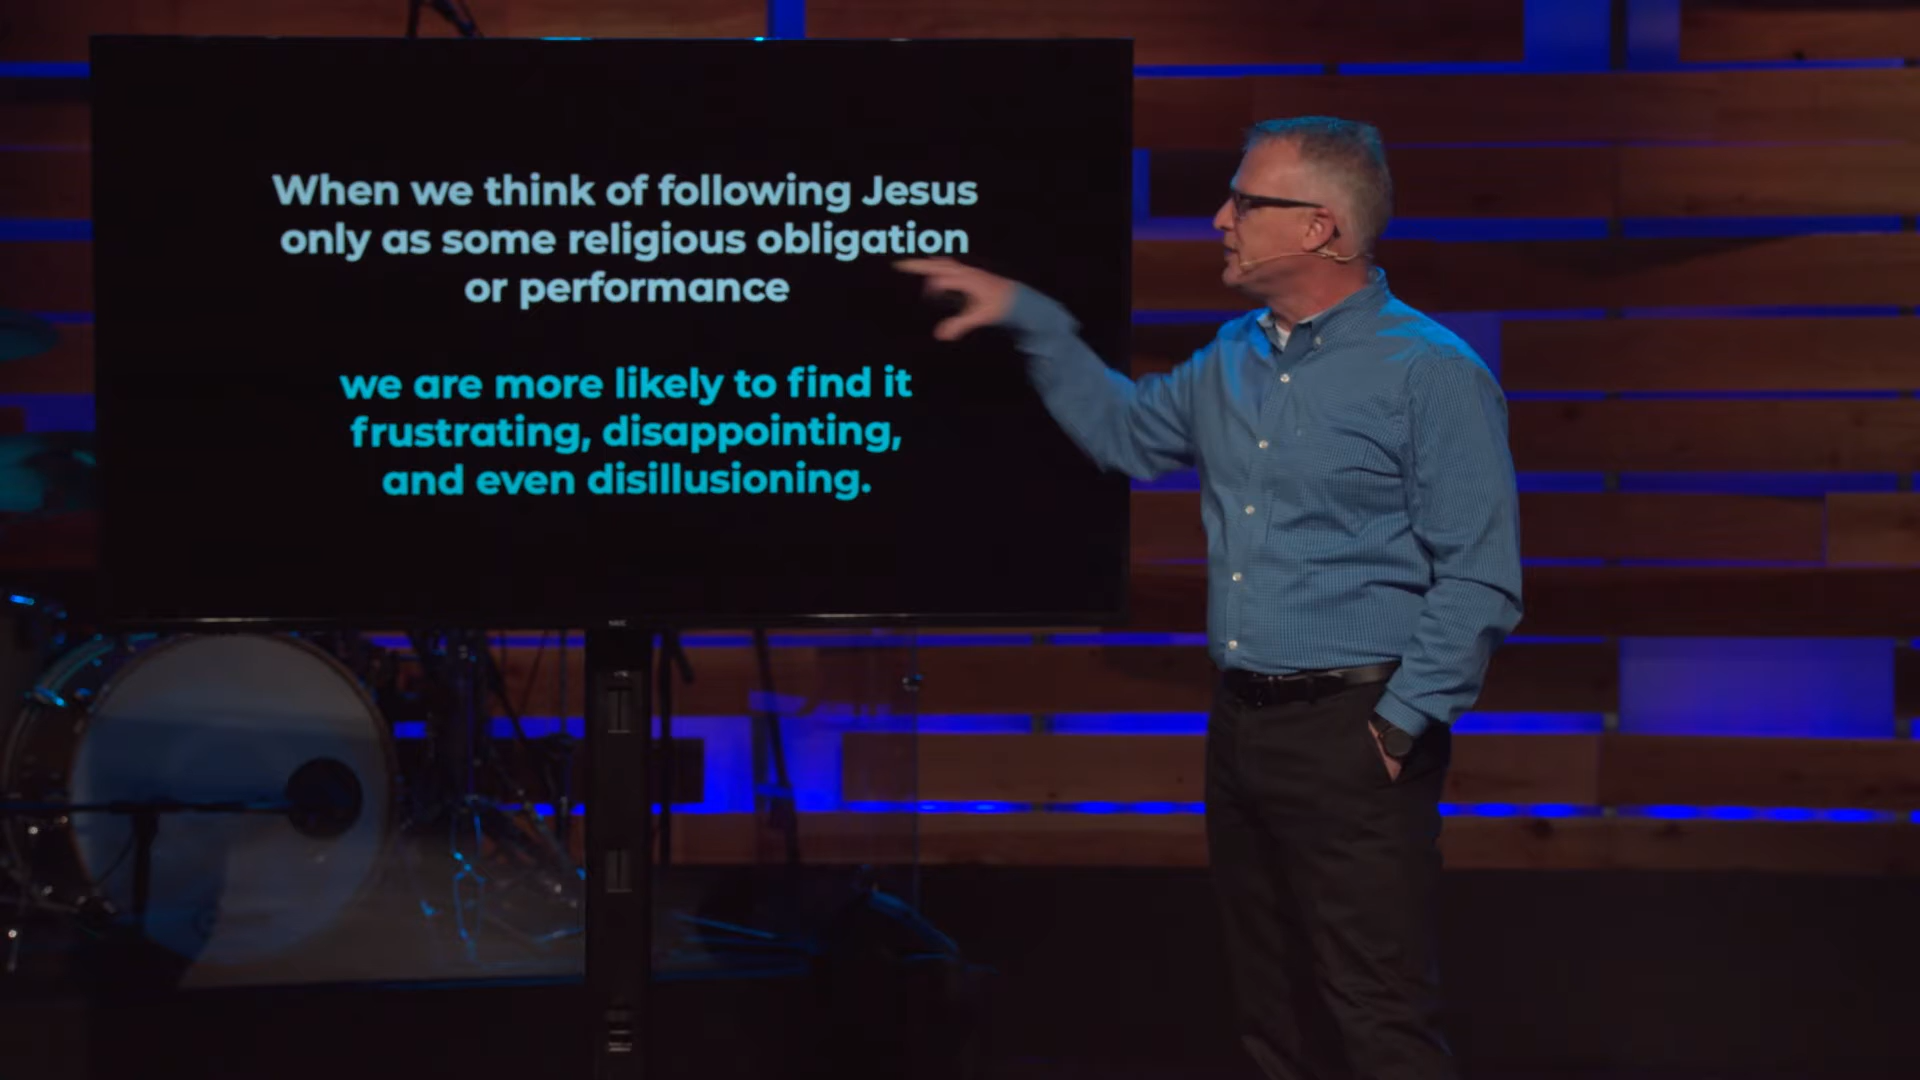 When we think of following Jesus
only as some religious obligation
or performance
we are more likely to find it
frustrating, disappointing,
and even disillusioning.
NEC